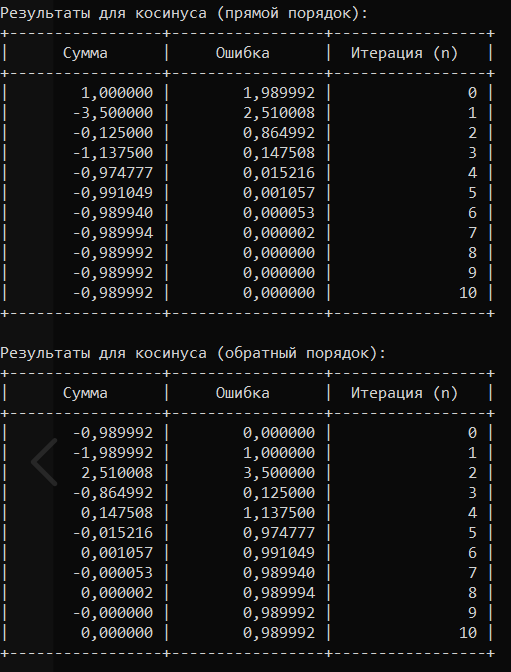 Результаты для косинуса (прямой порядок):
+------------------+------------------+------------------+
|      Сумма       |      Ошибка      |   Итерация (n)   |
+------------------+------------------+------------------+
|         1,000000 |         1,989992 |                0 |
|        -3,500000 |         2,510008 |                1 |
|        -0,125000 |         0,864992 |                2 |
|        -1,137500 |         0,147508 |                3 |
|        -0,974777 |         0,015216 |                4 |
|        -0,991049 |         0,001057 |                5 |
|        -0,989940 |         0,000053 |                6 |
|        -0,989994 |         0,000002 |                7 |
|        -0,989992 |         0,000000 |                8 |
|        -0,989992 |         0,000000 |                9 |
|        -0,989992 |         0,000000 |               10 |
+------------------+------------------+------------------+
Результаты для косинуса (обратный порядок):
+------------------+------------------+------------------+
|      Сумма       |      Ошибка      |   Итерация (n)   |
+------------------+------------------+------------------+
|        -0,989992 |         0,000000 |                0 |
|        -1,989992 |         1,000000 |                1 |
|         2,510008 |         3,500000 |                2 |
|        -0,864992 |         0,125000 |                3 |
|         0,147508 |         1,137500 |                4 |
|        -0,015216 |         0,974777 |                5 |
|         0,001057 |         0,991049 |                6 |
|        -0,000053 |         0,989940 |                7 |
|         0,000002 |         0,989994 |                8 |
|        -0,000000 |         0,989992 |                9 |
|         0,000000 |         0,989992 |               10 |
+------------------+------------------+------------------+